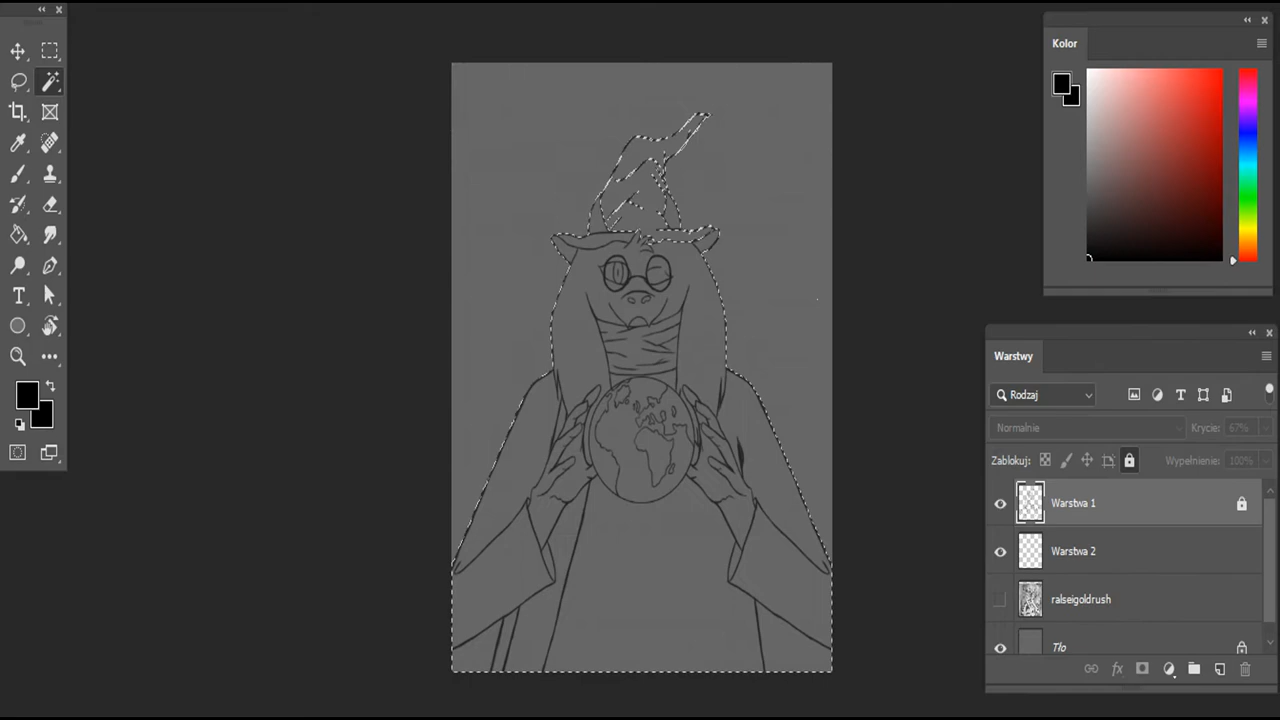 Kolor
Warstwy
Rodzaj
Normalnie
Krycie: 67%
Zablokuj:
Wypełnienie: 100%
Warstwa 1
Warstwa 2
ralseigoldrush
Tło